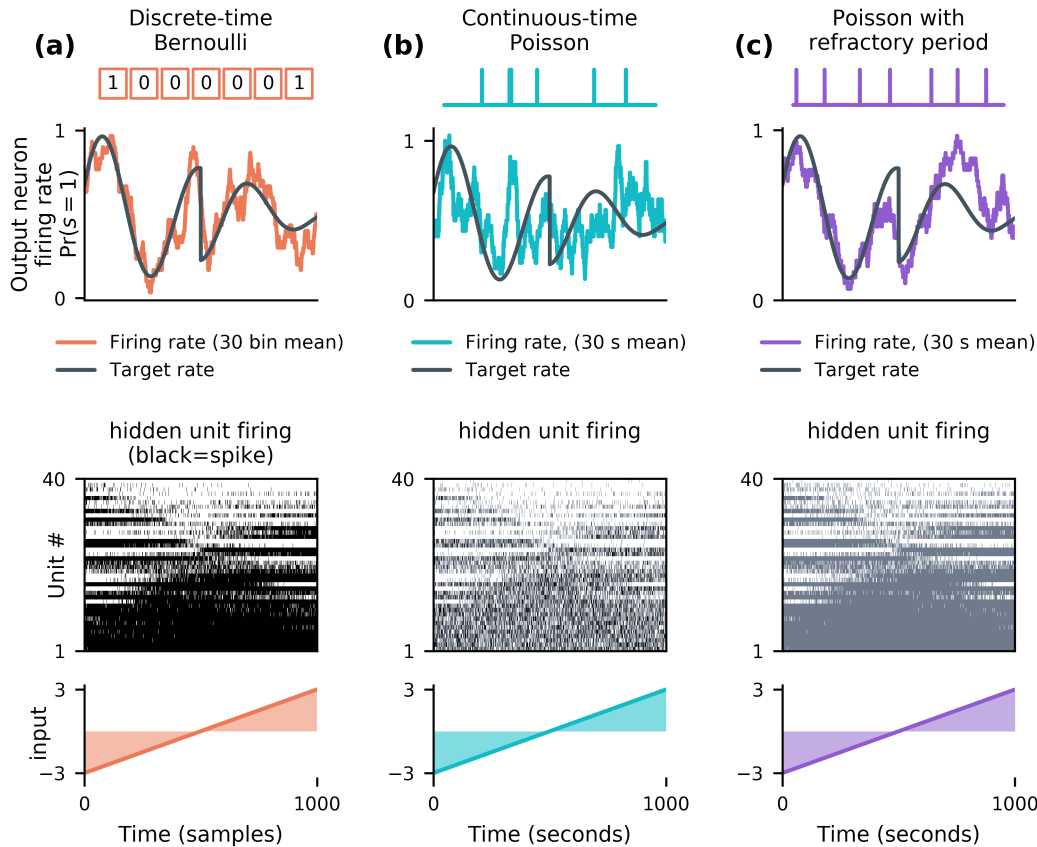 (a)
Discrete-time
Bernoulli
1 0 0 0 0 0 1
Output neuron
firing rate
Pr(s = 1)
1
0
Firing rate (30 bin mean)
Target rate
hidden unit firing
(black=spike)
Unit #
40
1
input
3
−3
0
1000
Time (samples)
(b)
Continuous-time
Poisson
1
0
Firing rate, (30 s mean)
Target rate
hidden unit firing
40
1
3
−3
0
1000
Time (seconds)
(c)
Poisson with
refractory period
1
0
Firing rate, (30 s mean)
Target rate
hidden unit firing
40
1
3
−3
0
1000
Time (seconds)